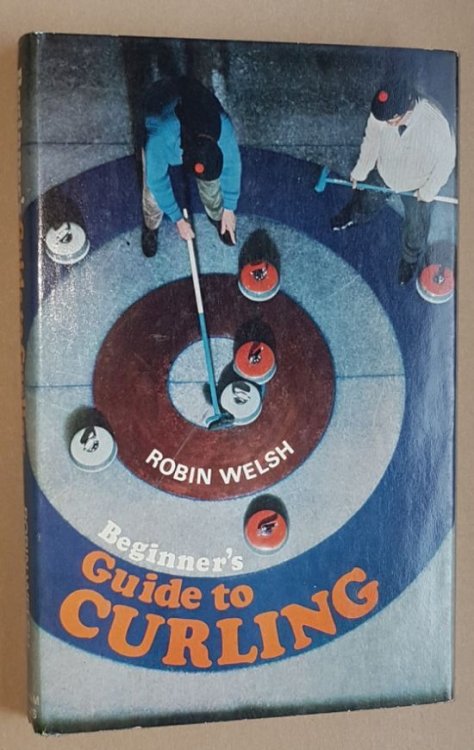 ROBIN WELSH
Beginner's
Guide to
CURLING